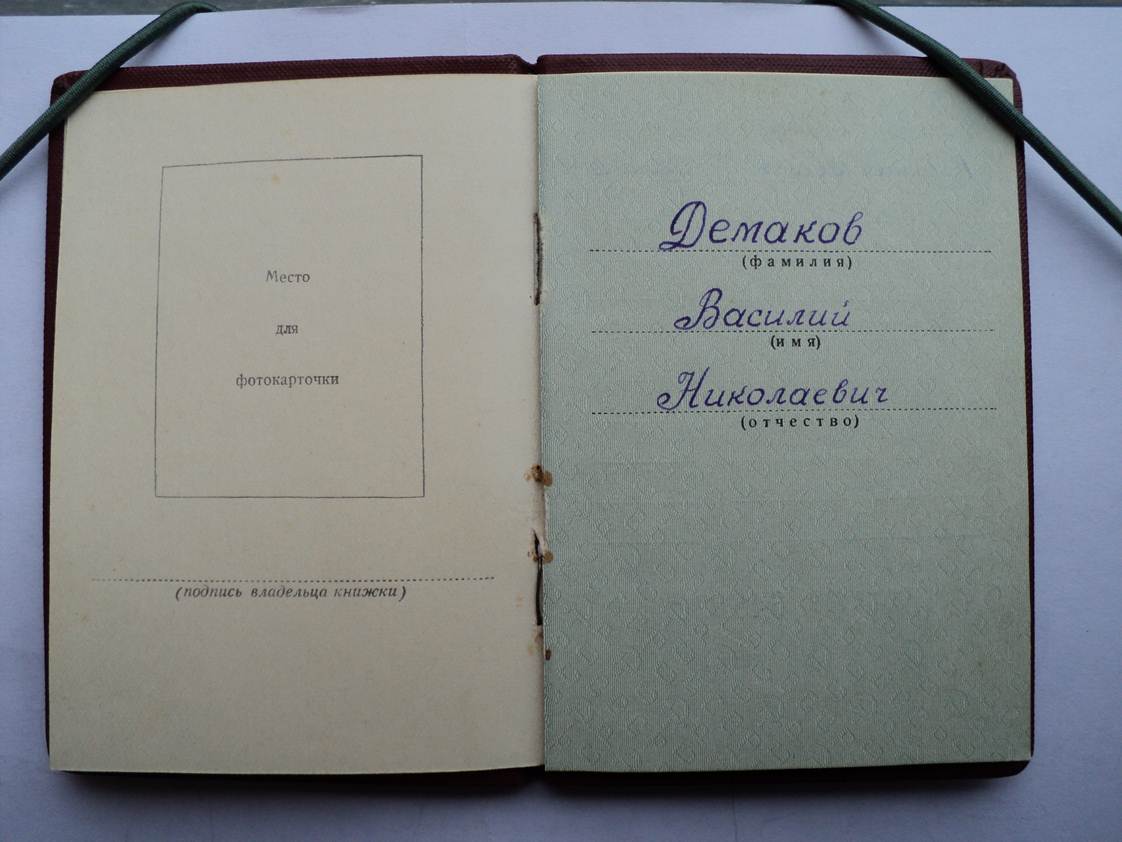 Место
для
фотокарточки
(подпись владельца книжки)
Демаков
(фамилия)
Василий
(имя)
Николаевич
(отчество)